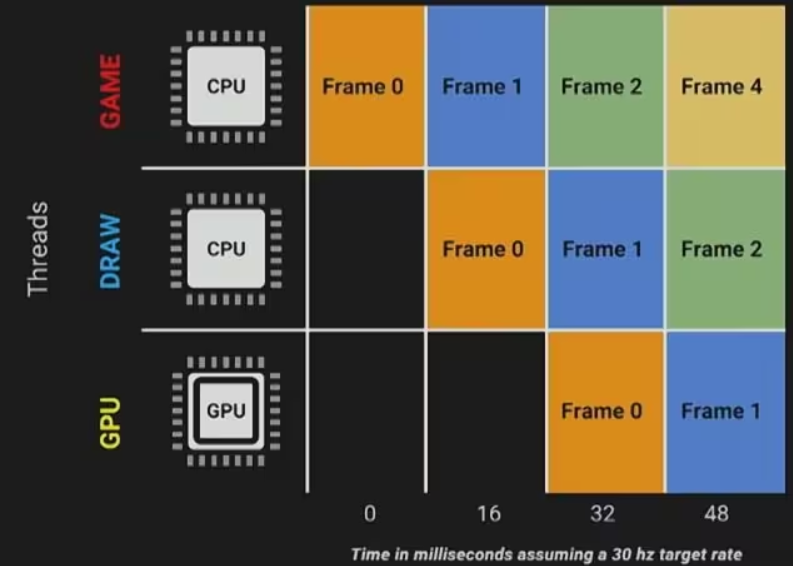 GAME
CPU
Frame 0
Frame 1
Frame 2
Frame 4
Threads
DRAW
CPU
Frame 0
Frame 1
Frame 2
GPU
GPU
Frame 0
Frame 1
0
16
32
48
Time in milliseconds assuming a 30 hz target rate